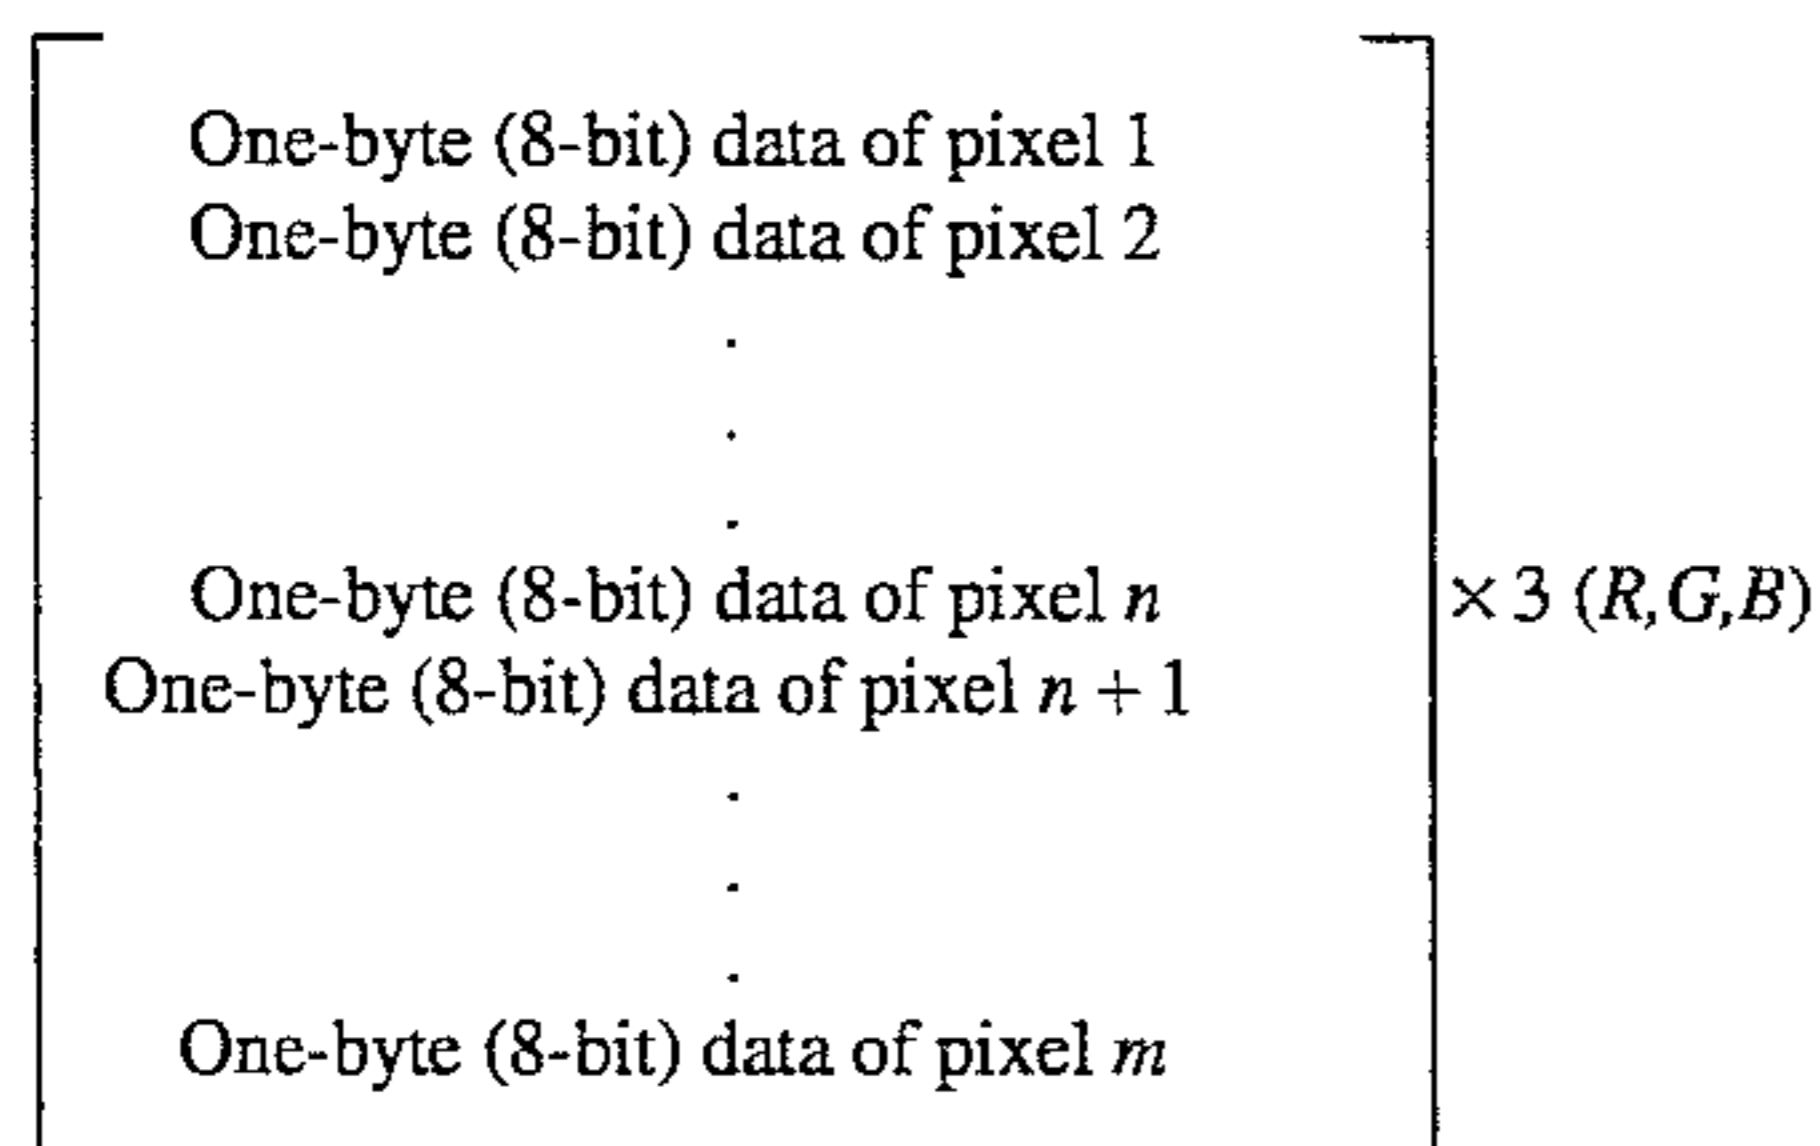 One-byte (8-bit) data of pixel 1
One-byte (8-bit) data of pixel 2
.
.
.
One-byte (8-bit) data of pixel n
× 3 (R,G,B)
One-byte (8-bit) data of pixel n + 1
.
.
.
One-byte (8-bit) data of pixel m